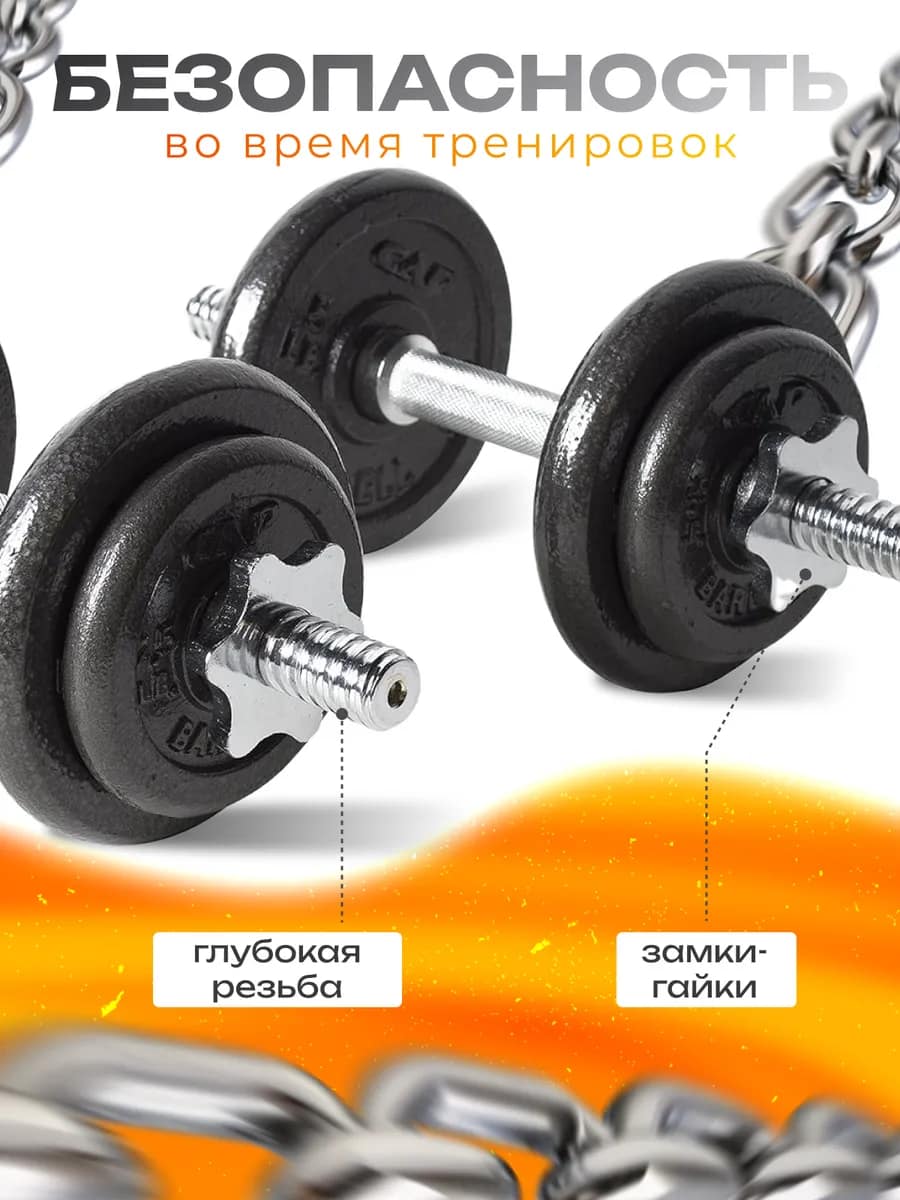 БЕЗОПАСНОСТЬ
во время тренировок
глубокая
резьба
замки-
гайки